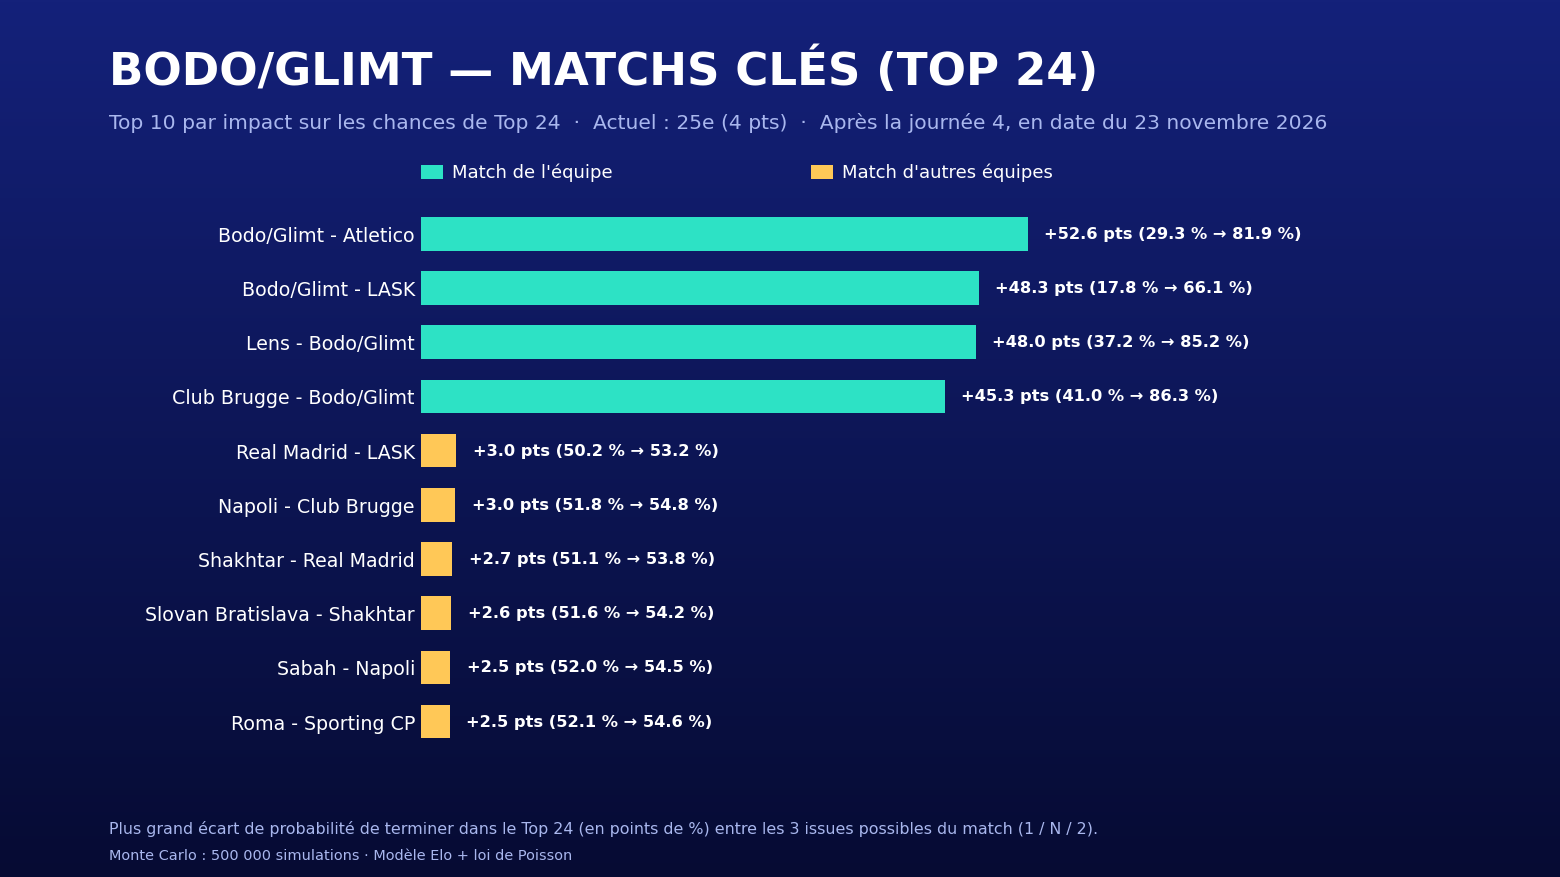 BODO/GLIMT — MATCHS CLÉS (TOP 24)
Top 10 par impact sur les chances de Top 24 · Actuel : 25e (4 pts) · Après la journée 4, en date du 23 novembre 2026
Match de l'équipe Match d'autres équipes
Bodo/Glimt - Atletico +52.6 pts (29.3 % → 81.9 %)
Bodo/Glimt - LASK +48.3 pts (17.8 % → 66.1 %)
Lens - Bodo/Glimt +48.0 pts (37.2 % → 85.2 %)
Club Brugge - Bodo/Glimt +45.3 pts (41.0 % → 86.3 %)
Real Madrid - LASK +3.0 pts (50.2 % → 53.2 %)
Napoli - Club Brugge +3.0 pts (51.8 % → 54.8 %)
Shakhtar - Real Madrid +2.7 pts (51.1 % → 53.8 %)
Slovan Bratislava - Shakhtar +2.6 pts (51.6 % → 54.2 %)
Sabah - Napoli +2.5 pts (52.0 % → 54.5 %)
Roma - Sporting CP +2.5 pts (52.1 % → 54.6 %)
Plus grand écart de probabilité de terminer dans le Top 24 (en points de %) entre les 3 issues possibles du match (1 / N / 2).
Monte Carlo : 500 000 simulations · Modèle Elo + loi de Poisson